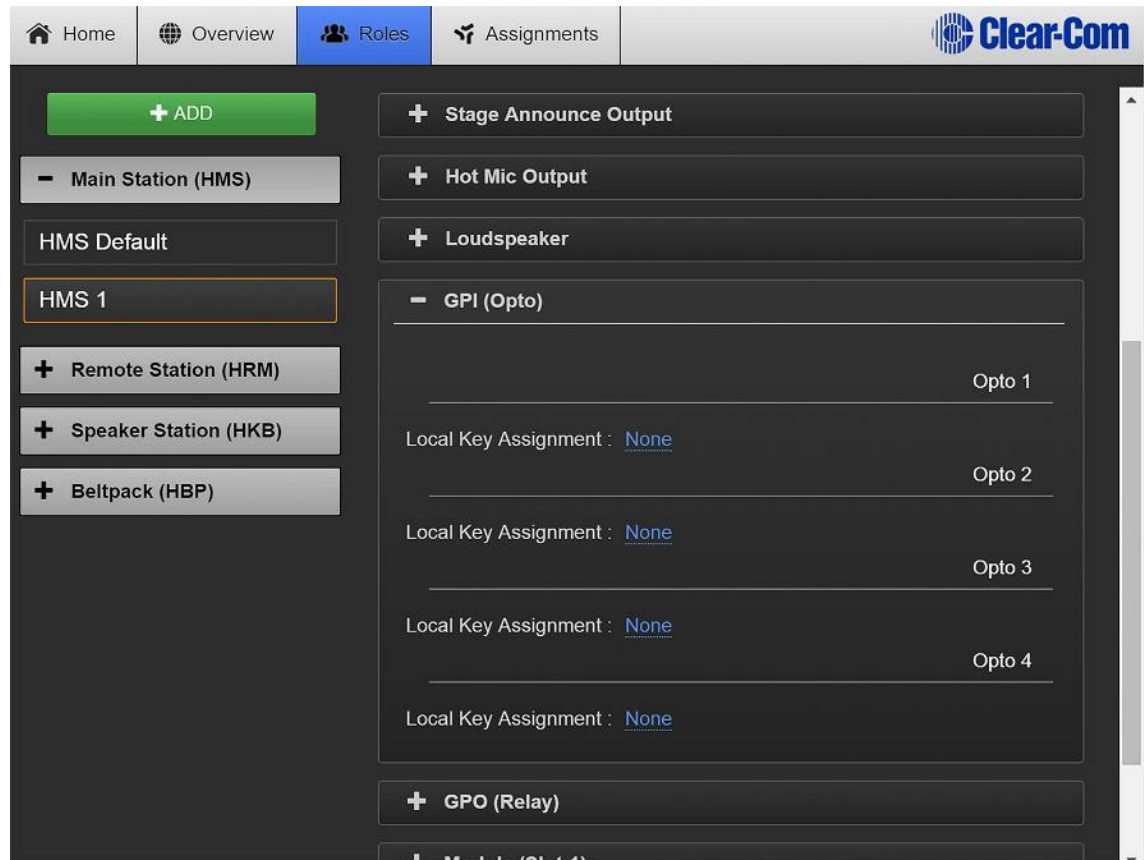 Home Overview Roles Assignments Clear-Com
+ ADD
− Main Station (HMS)
HMS Default
HMS 1
+ Remote Station (HRM)
+ Speaker Station (HKB)
+ Beltpack (HBP)
+ Stage Announce Output
+ Hot Mic Output
+ Loudspeaker
− GPI (Opto)
Opto 1
Local Key Assignment : None
Opto 2
Local Key Assignment : None
Opto 3
Local Key Assignment : None
Opto 4
Local Key Assignment : None
+ GPO (Relay)
+ Module (Slot 1)